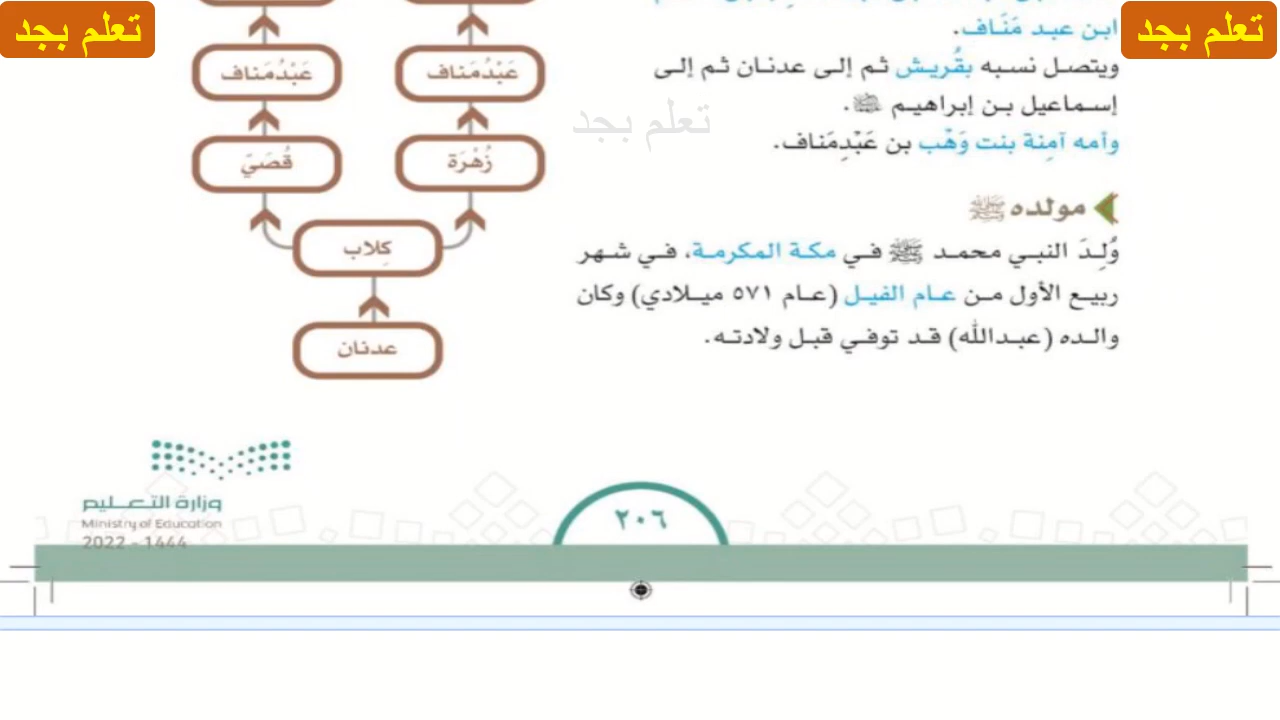 تعلم بجد
تعلم بجد
ابن عبد مَنَاف.
ويتصل نسبه بقُريش ثم إلى عدنان ثم إلى
إسماعيل بن إبراهيم ﷺ.
وأمه آمِنة بنت وَهْب بن عَبْدِمَناف.
تعلم بجد
مولده ﷺ
وُلِدَ النبي محمد ﷺ في مكة المكرمة، في شهر
ربيع الأول من عام الفيل (عام ٥٧١ ميلادي) وكان
والده (عبدالله) قد توفي قبل ولادته.
عَبْدُمَناف
عَبْدُمَناف
زُهْرَة
قُصَيّ
كِلاب
عدنان
وزارة التعليم
Ministry of Education
2022 - 1444
٢٠٦